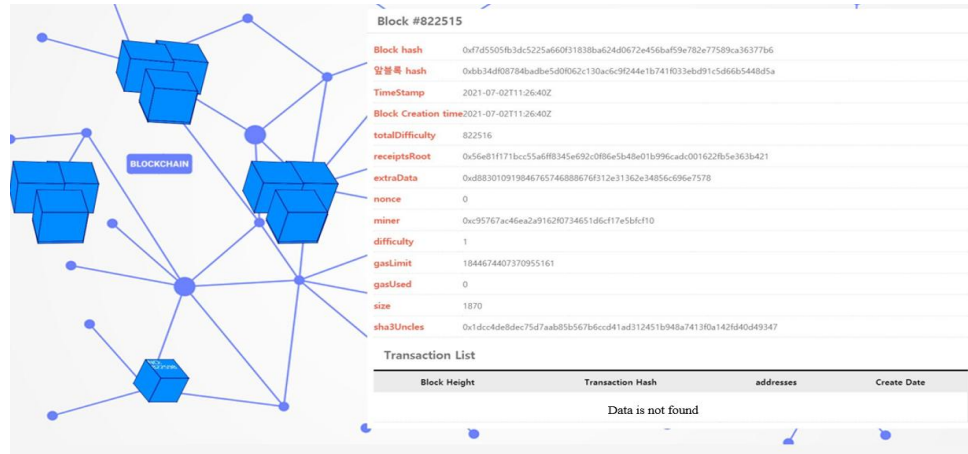 BLOCKCHAIN
Block #822515
Block hash 0xf7d5505fb3dc5225a660f31838ba624d0672e456baf59e782e77589ca36377b6
앞블록 hash 0xbb34df08784badbe5d0f062c130ac6c9f244e1b741f033ebd91c5d66b5448d5a
TimeStamp 2021-07-02T11:26:40Z
Block Creation time 2021-07-02T11:26:40Z
totalDifficulty 822516
receiptsRoot 0x56e81f171bcc55a6ff8345e692c0f86e5b48e01b996cadc001622fb5e363b421
extraData 0xd883010919846765746888676f312e31362e34856c696e7578
nonce 0
miner 0xc95767ac46ea2a9162f0734651d6cf17e5bfcf10
difficulty 1
gasLimit 1844674407370955161
gasUsed 0
size 1870
sha3Uncles 0x1dcc4de8dec75d7aab85b567b6ccd41ad312451b948a7413f0a142fd40d49347
Transaction List
Block Height Transaction Hash addresses Create Date
Data is not found